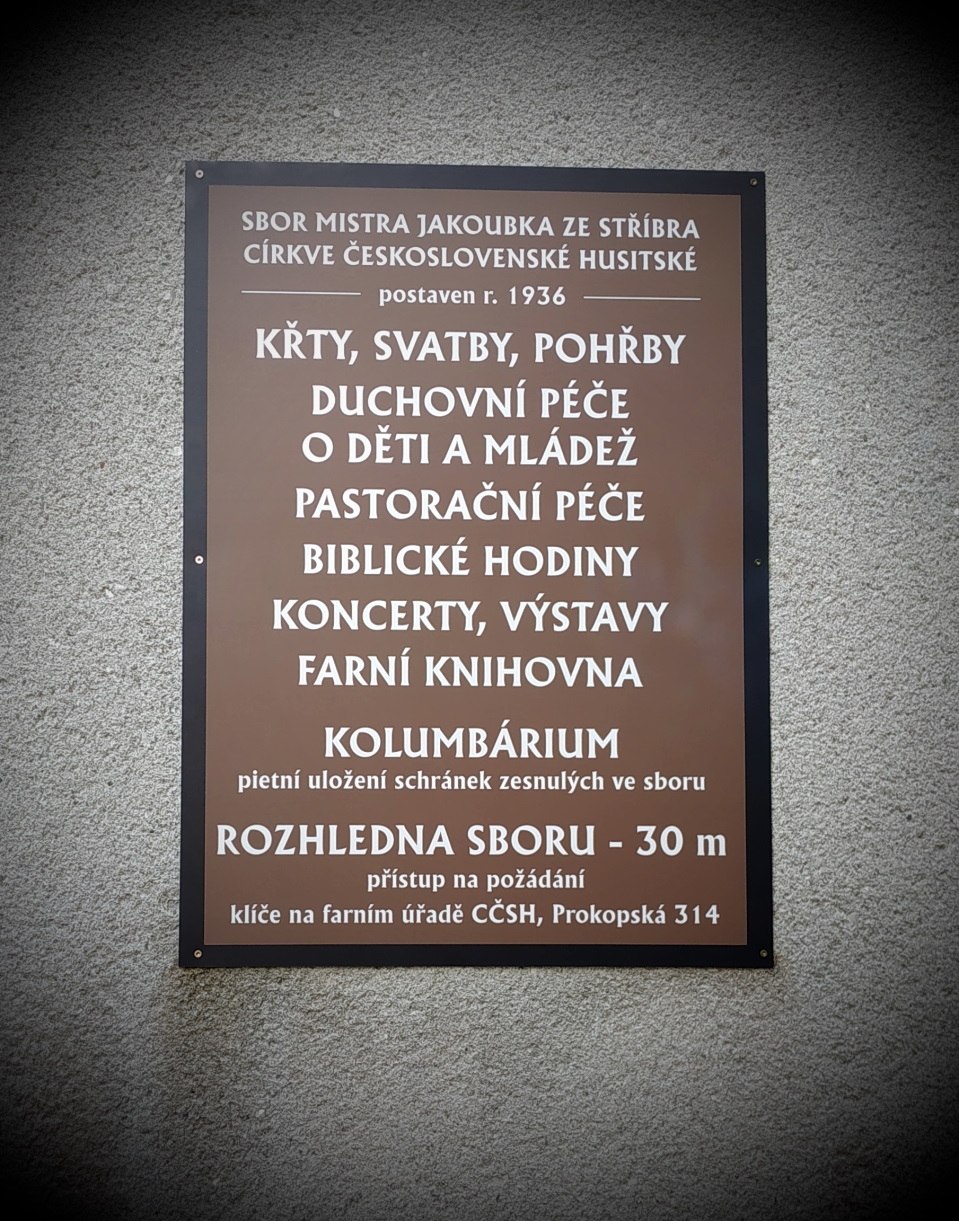 SBOR MISTRA JAKOUBKA ZE STŘÍBRA
CÍRKVE ČESKOSLOVENSKÉ HUSITSKÉ
postaven r. 1936
KŘTY, SVATBY, POHŘBY
DUCHOVNÍ PÉČE
O DĚTI A MLÁDEŽ
PASTORAČNÍ PÉČE
BIBLICKÉ HODINY
KONCERTY, VÝSTAVY
FARNÍ KNIHOVNA
KOLUMBÁRIUM
pietní uložení schránek zesnulých ve sboru
ROZHLEDNA SBORU - 30 m
přístup na požádání
klíče na farním úřadě CČSH, Prokopská 314